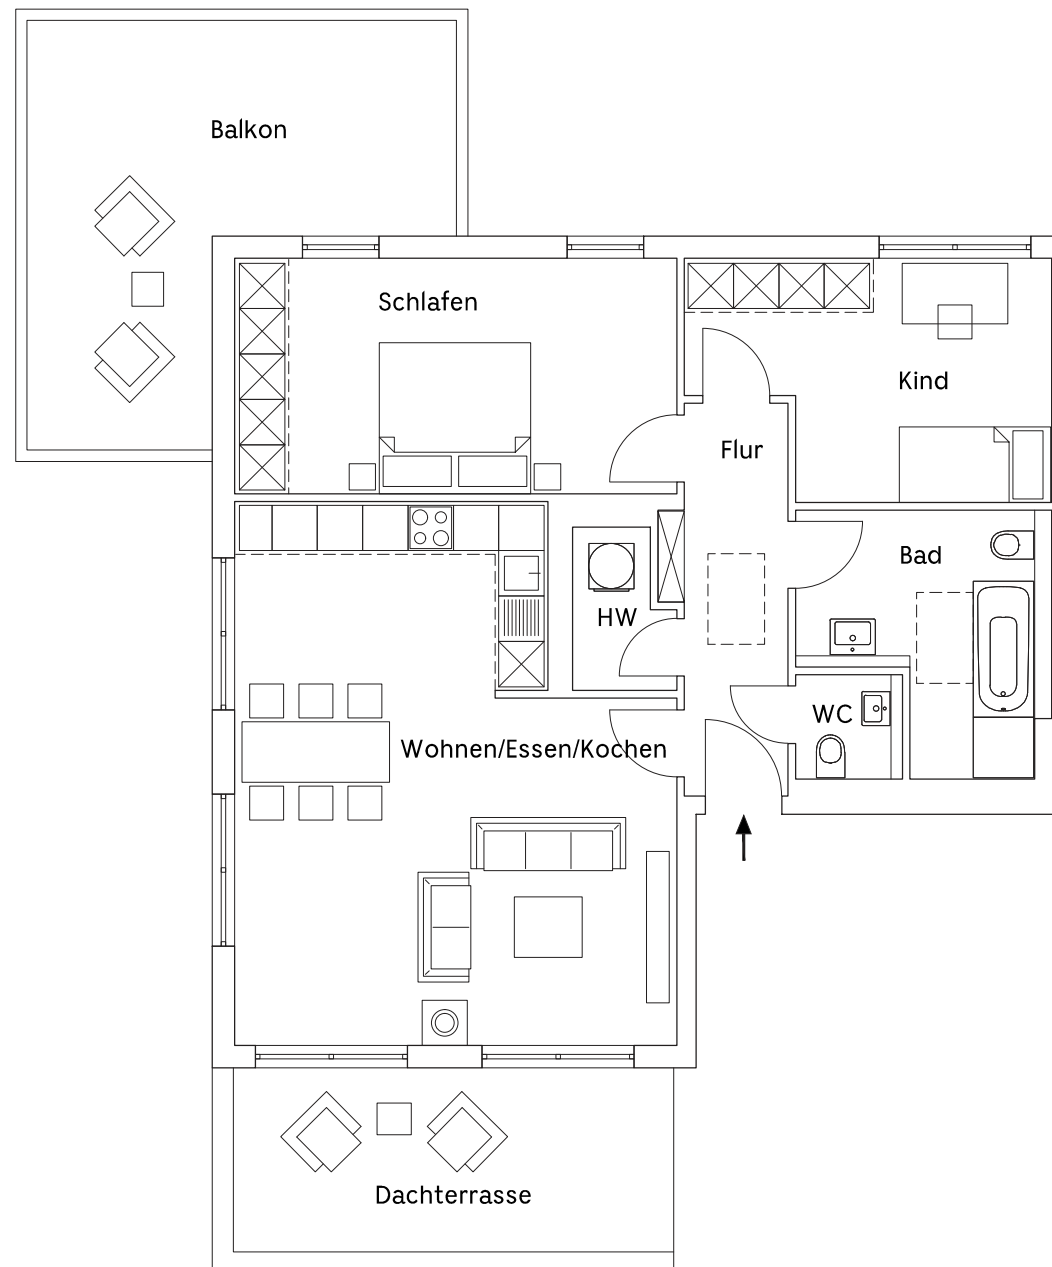 Balkon
Schlafen
Kind
Flur
Bad
HW
WC
Wohnen/Essen/Kochen
Dachterrasse